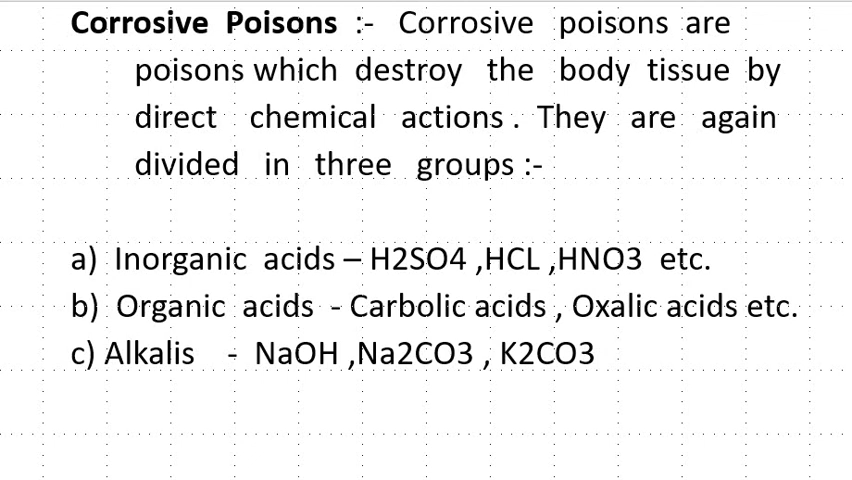 Corrosive Poisons :- Corrosive poisons are
poisons which destroy the body tissue by
direct chemical actions . They are again
divided in three groups :-
a) Inorganic acids – H2SO4 ,HCL ,HNO3 etc.
b) Organic acids - Carbolic acids , Oxalic acids etc.
c) Alkalis - NaOH ,Na2CO3 , K2CO3